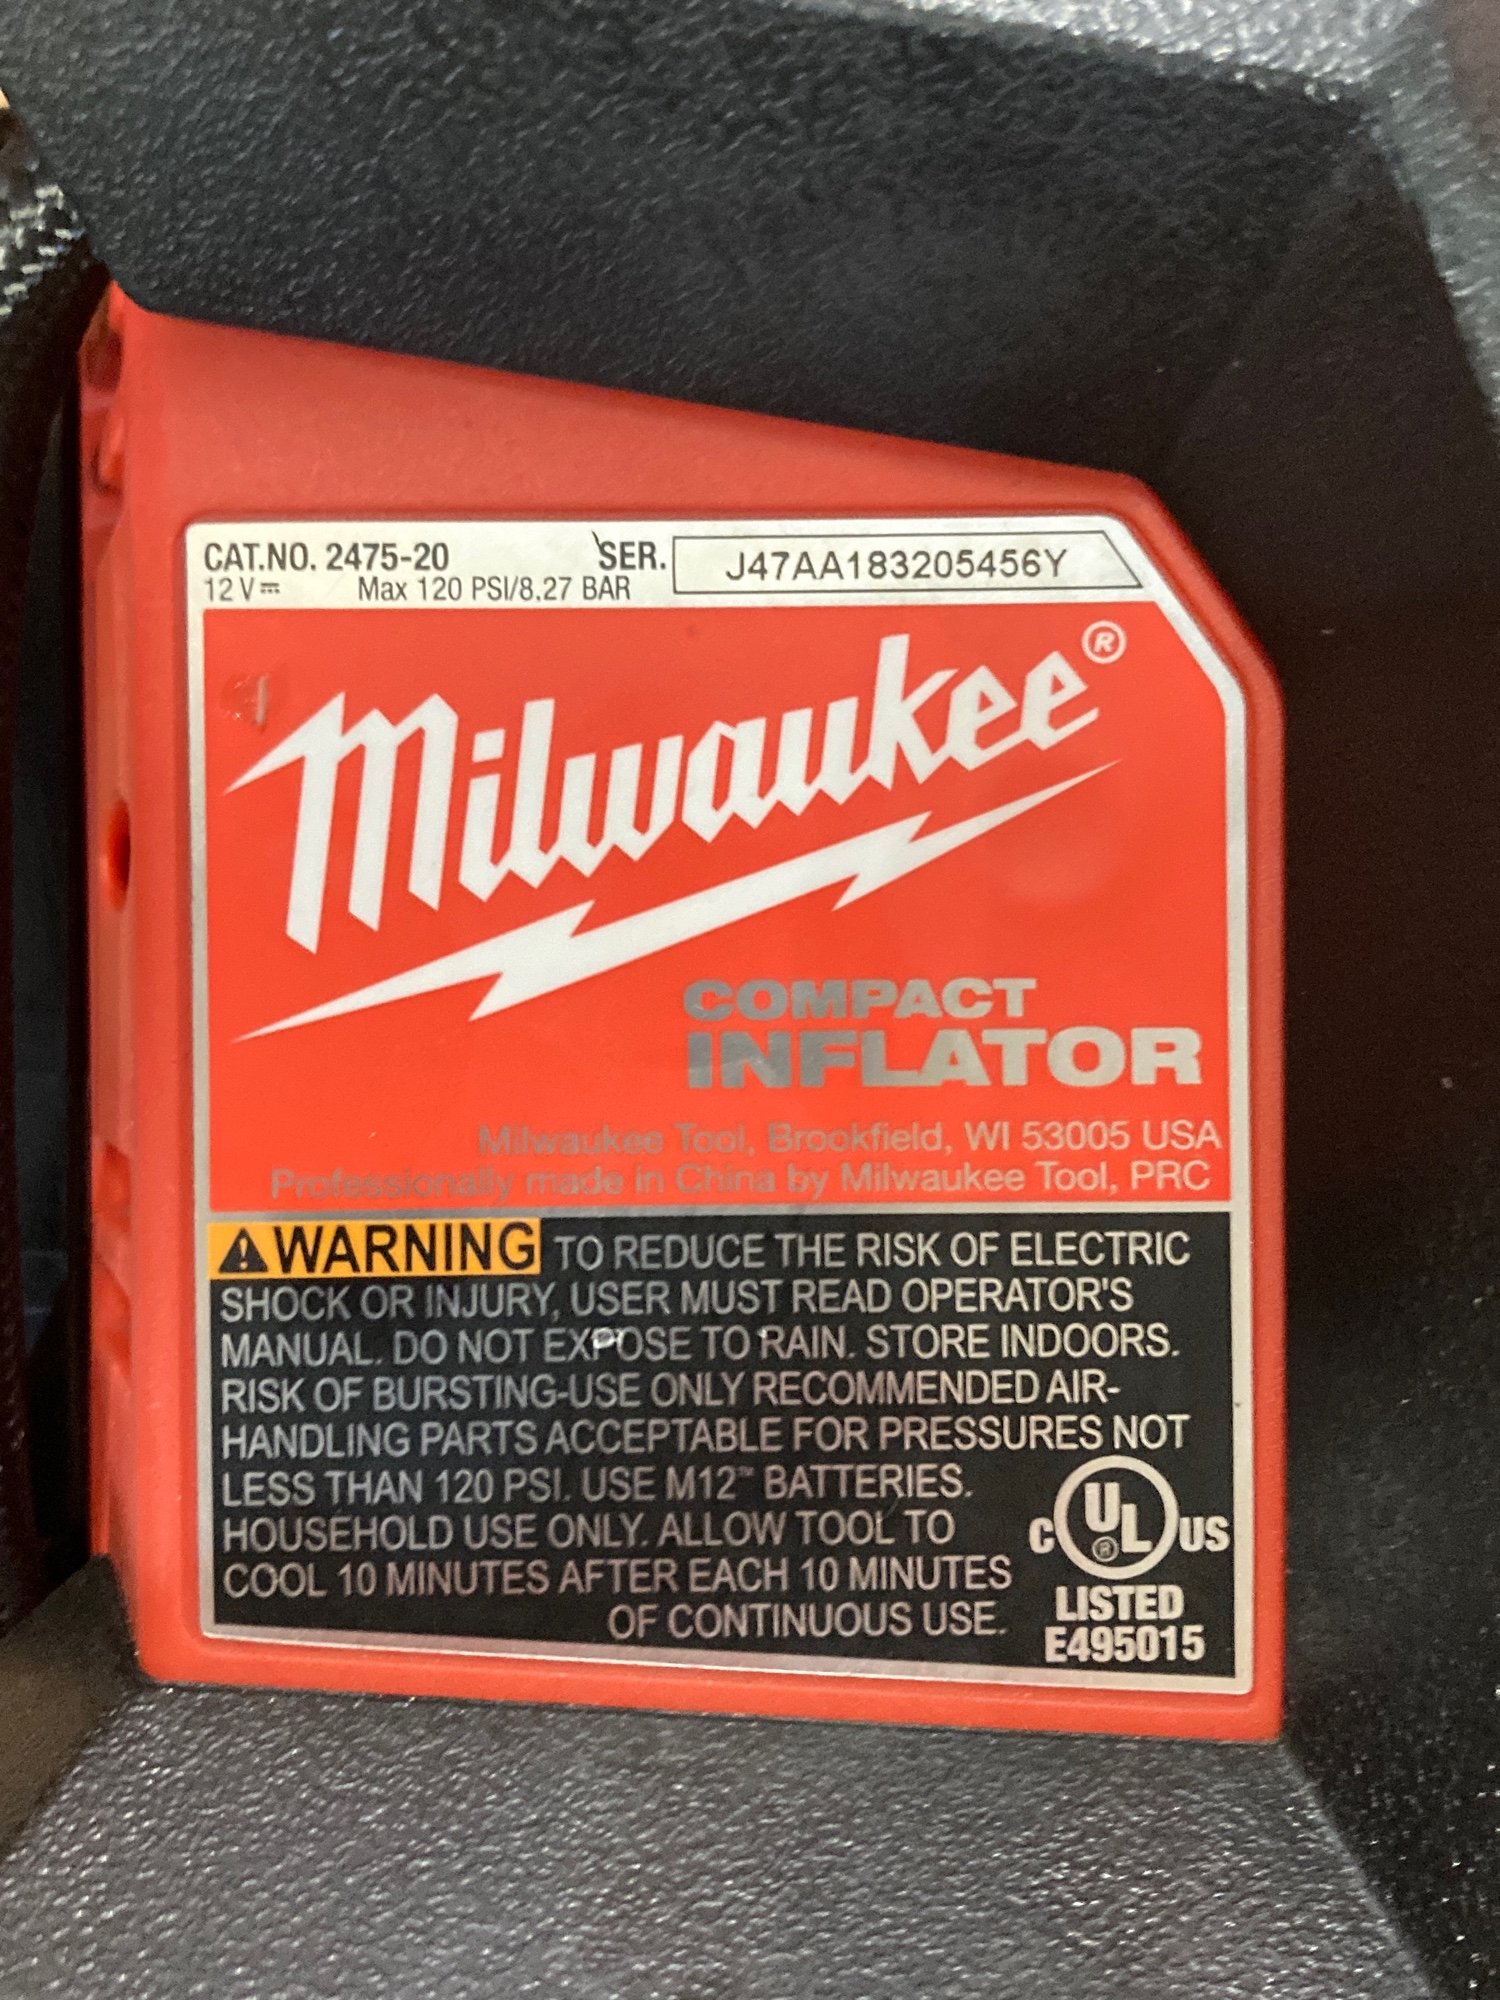 CAT.NO. 2475-20 SER. J47AA183205456Y
12 V⎓ Max 120 PSI/8.27 BAR
Milwaukee®
COMPACT
INFLATOR
Milwaukee Tool, Brookfield, WI 53005 USA
Professionally made in China by Milwaukee Tool, PRC
⚠WARNING TO REDUCE THE RISK OF ELECTRIC
SHOCK OR INJURY, USER MUST READ OPERATOR'S
MANUAL. DO NOT EXPOSE TO RAIN. STORE INDOORS.
RISK OF BURSTING-USE ONLY RECOMMENDED AIR-
HANDLING PARTS ACCEPTABLE FOR PRESSURES NOT
LESS THAN 120 PSI. USE M12™ BATTERIES.
HOUSEHOLD USE ONLY. ALLOW TOOL TO
COOL 10 MINUTES AFTER EACH 10 MINUTES
OF CONTINUOUS USE.
C UL® US
LISTED
E495015